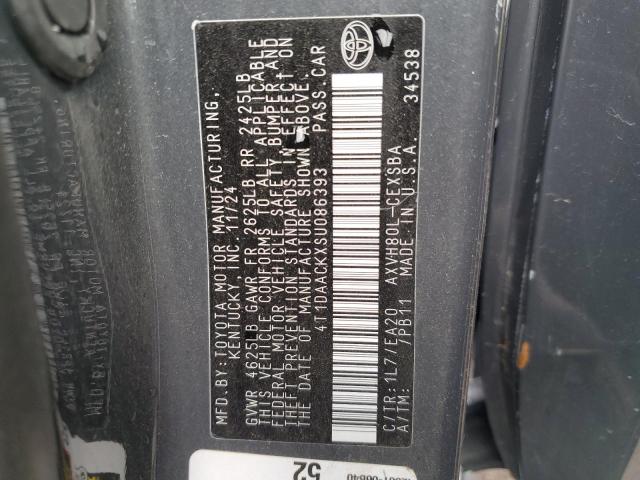 MFD.BY:TOYOTA MOTOR MANUFACTURING,
KENTUCKY, INC. 11/24
GVWR 4625LB GAWR FR 2625LB RR 2425LB
THIS VEHICLE CONFORMS TO ALL APPLICABLE
FEDERAL MOTOR VEHICLE SAFETY, BUMPER AND
THEFT PREVENTION STANDARDS IN EFFECT ON
THE DATE OF MANUFACTURE SHOWN ABOVE.
4T1DAACKXSU086393 PASS.CAR
C/TR:1L7/EA20 AXVH80L-CEXSBA
A/TM: /PB11 MADE IN U.S.A. 34538
52